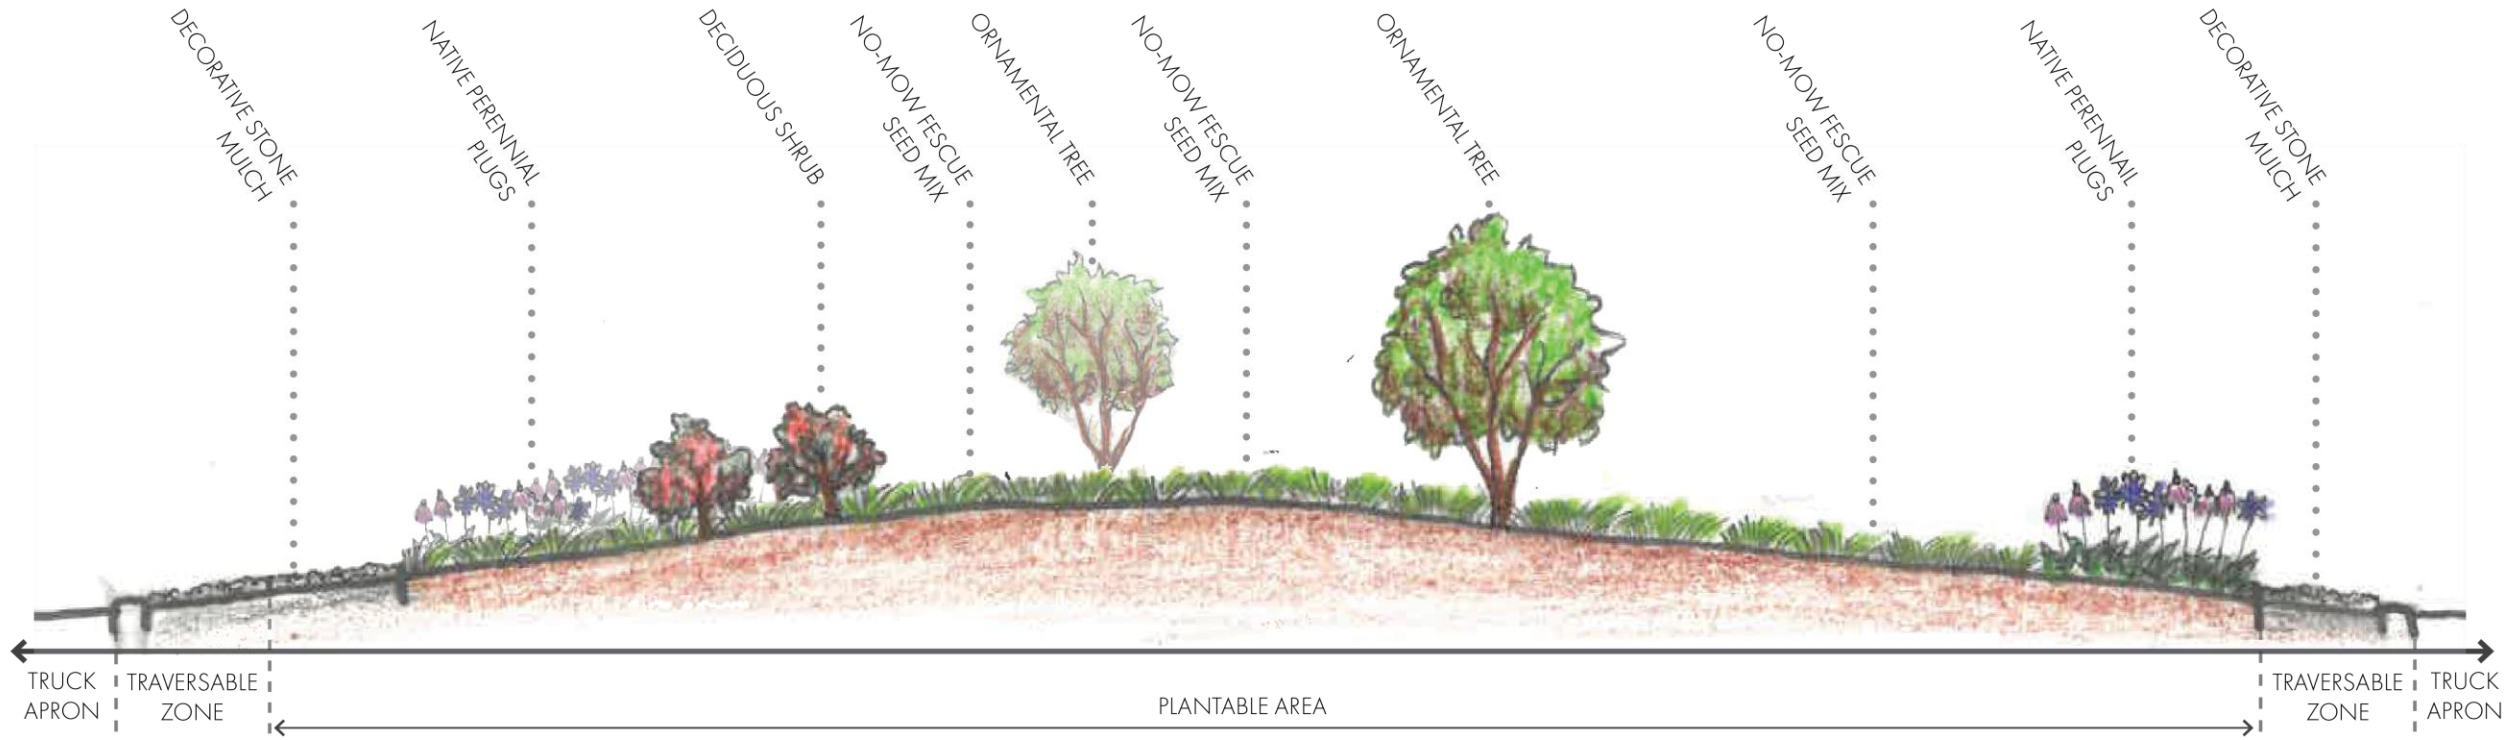 DECORATIVE STONE
MULCH
NATIVE PERENNIAL
PLUGS
DECIDUOUS SHRUB
NO-MOW FESCUE
SEED MIX
ORNAMENTAL TREE
NO-MOW FESCUE
SEED MIX
ORNAMENTAL TREE
NO-MOW FESCUE
SEED MIX
NATIVE PERENNAIL
PLUGS
DECORATIVE STONE
MULCH
TRUCK
APRON
TRAVERSABLE
ZONE
PLANTABLE AREA
TRAVERSABLE
ZONE
TRUCK
APRON